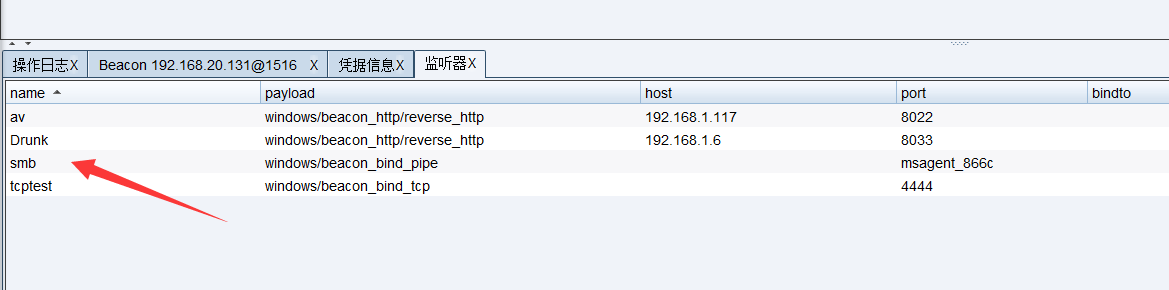 操作日志X Beacon 192.168.20.131@1516 X 凭据信息X 监听器X
name payload host port bindto
av windows/beacon_http/reverse_http 192.168.1.117 8022
Drunk windows/beacon_http/reverse_http 192.168.1.6 8033
smb windows/beacon_bind_pipe msagent_866c
tcptest windows/beacon_bind_tcp 4444